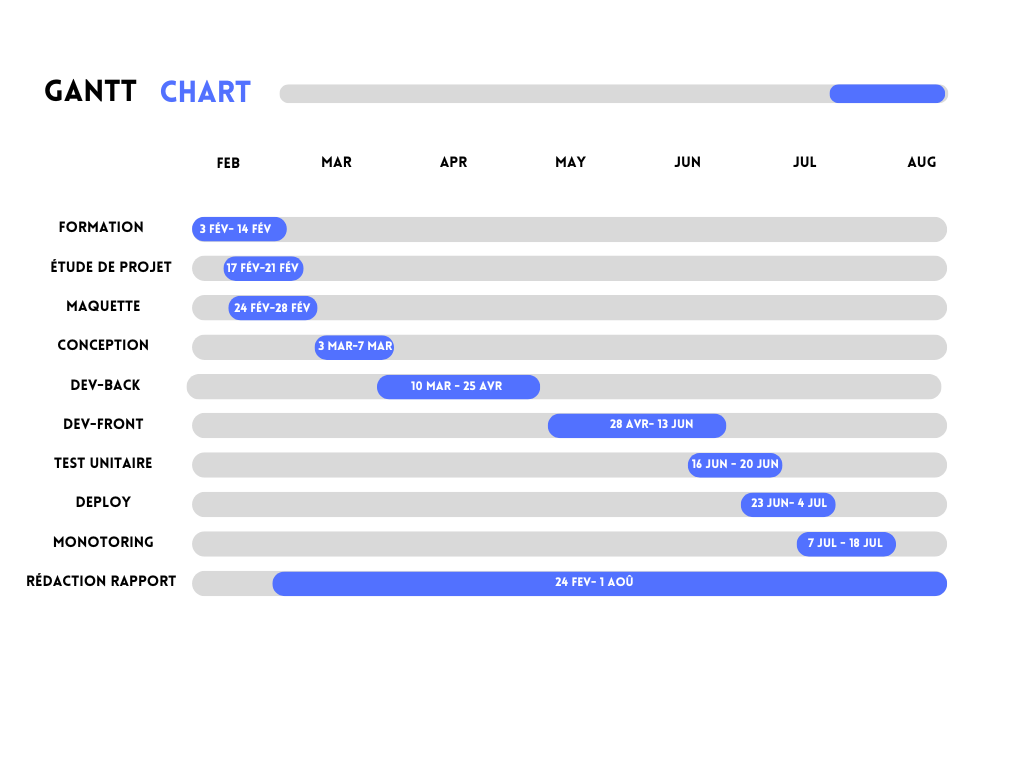 GANTT CHART
FEB MAR APR MAY JUN JUL AUG
FORMATION 3 FÉV- 14 FÉV
ÉTUDE DE PROJET 17 FÉV-21 FÉV
MAQUETTE 24 FÉV-28 FÉV
CONCEPTION 3 MAR-7 MAR
DEV-BACK 10 MAR - 25 AVR
DEV-FRONT 28 AVR- 13 JUN
TEST UNITAIRE 16 JUN - 20 JUN
DEPLOY 23 JUN- 4 JUL
MONOTORING 7 JUL - 18 JUL
RÉDACTION RAPPORT 24 FEV- 1 AOÛ